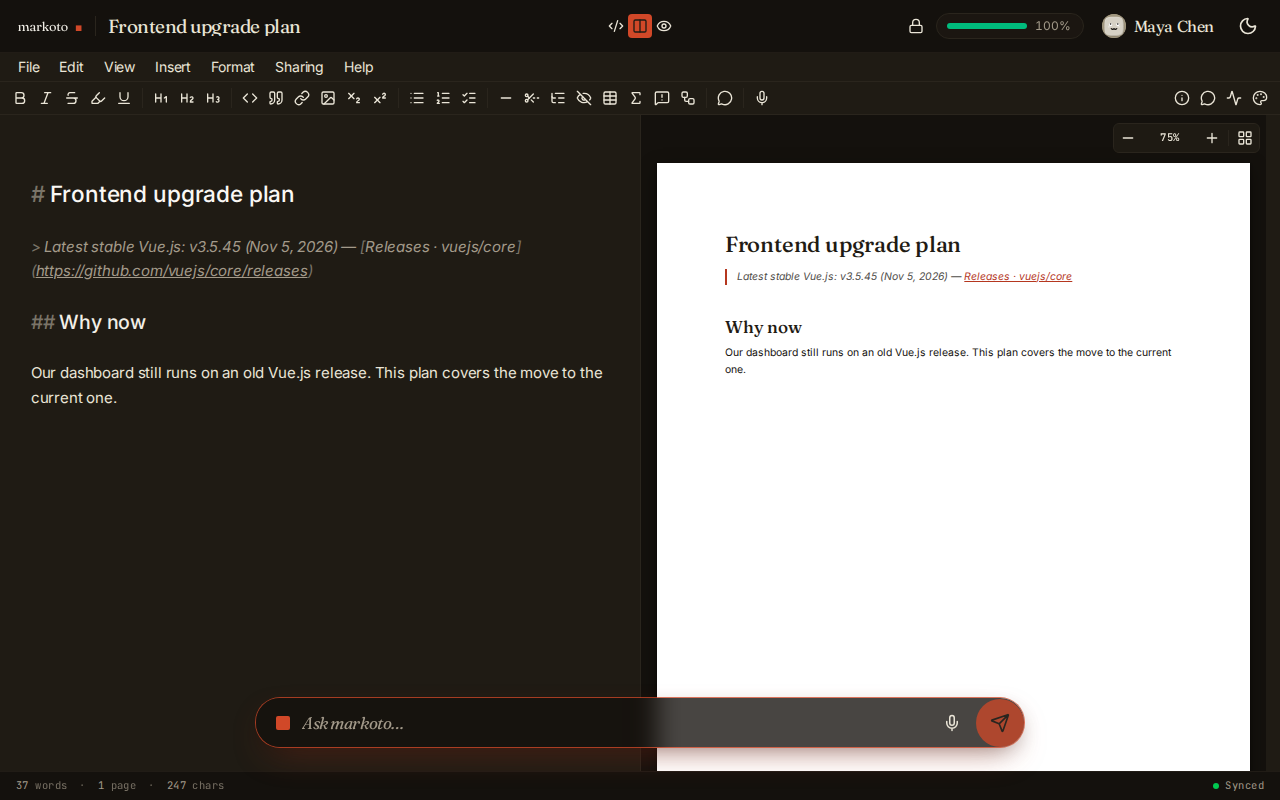 markoto
Frontend upgrade plan
100%
Maya Chen
File Edit View Insert Format Sharing Help
H1 H2 H3
75%
# Frontend upgrade plan
> Latest stable Vue.js: v3.5.45 (Nov 5, 2026) — [Releases · vuejs/core]
(https://github.com/vuejs/core/releases)
## Why now
Our dashboard still runs on an old Vue.js release. This plan covers the move to the
current one.
Frontend upgrade plan
Latest stable Vue.js: v3.5.45 (Nov 5, 2026) — Releases · vuejs/core
Why now
Our dashboard still runs on an old Vue.js release. This plan covers the move to the current
one.
Ask markoto...
37 words · 1 page · 247 chars
Synced